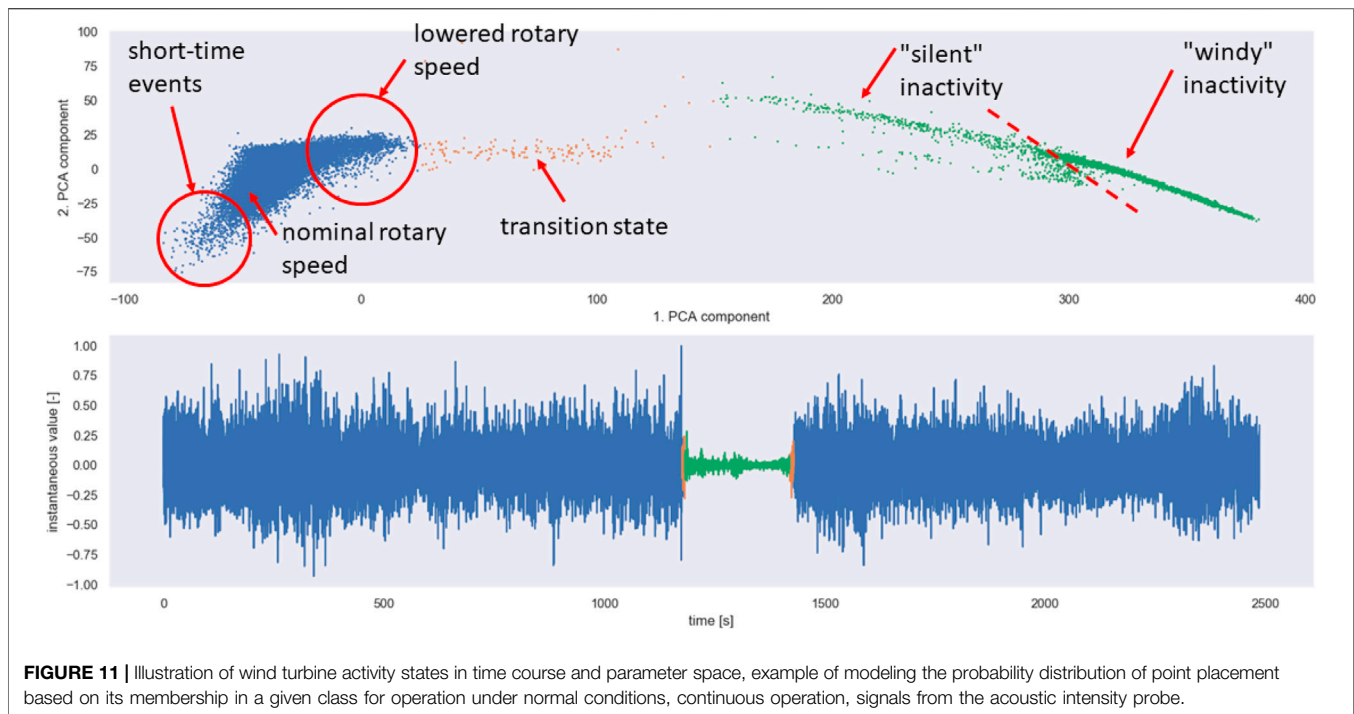 short-time
events
lowered rotary
speed
"silent"
inactivity
"windy"
inactivity
nominal rotary
speed
transition state
2. PCA component
100
75
50
25
0
−25
−50
−75
−100
0
100
200
300
400
1. PCA component
instantaneous value [-]
1.00
0.75
0.50
0.25
0.00
−0.25
−0.50
−0.75
−1.00
0
500
1000
1500
2000
2500
time [s]
FIGURE 11 | Illustration of wind turbine activity states in time course and parameter space, example of modeling the probability distribution of point placement
based on its membership in a given class for operation under normal conditions, continuous operation, signals from the acoustic intensity probe.